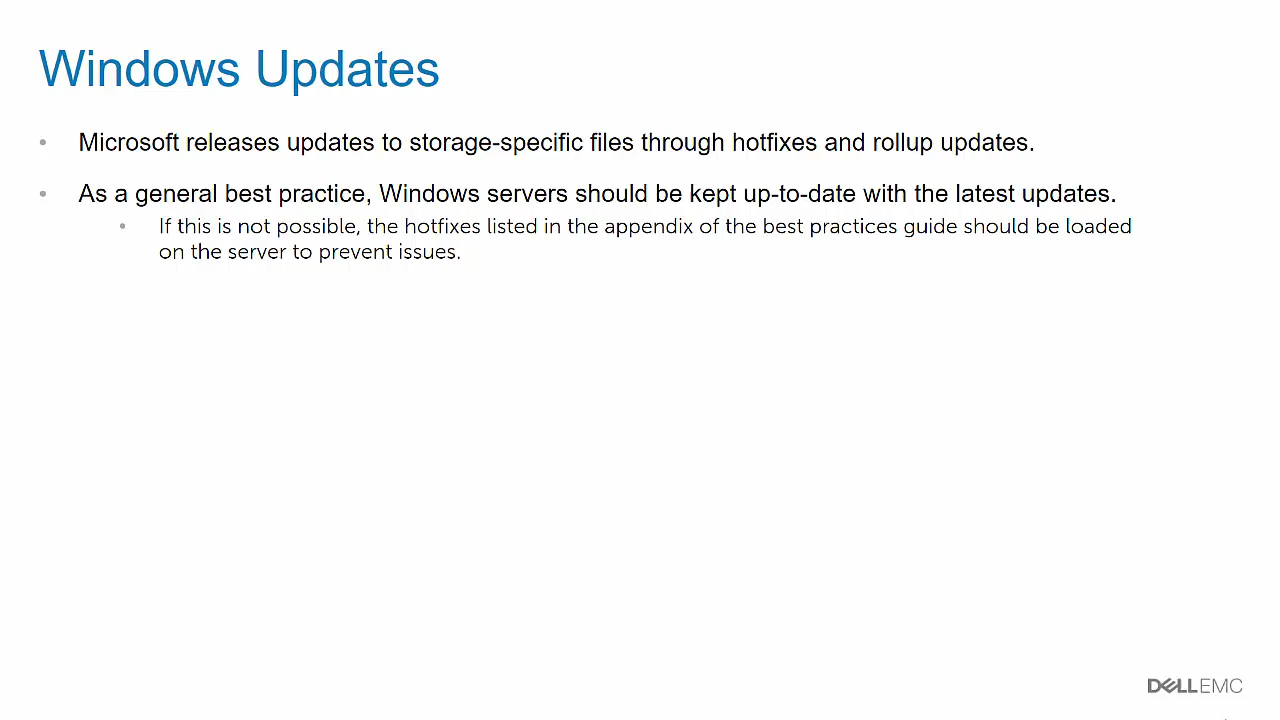 Windows Updates
• Microsoft releases updates to storage-specific files through hotfixes and rollup updates.
• As a general best practice, Windows servers should be kept up-to-date with the latest updates.
• If this is not possible, the hotfixes listed in the appendix of the best practices guide should be loaded
on the server to prevent issues.
DELLEMC